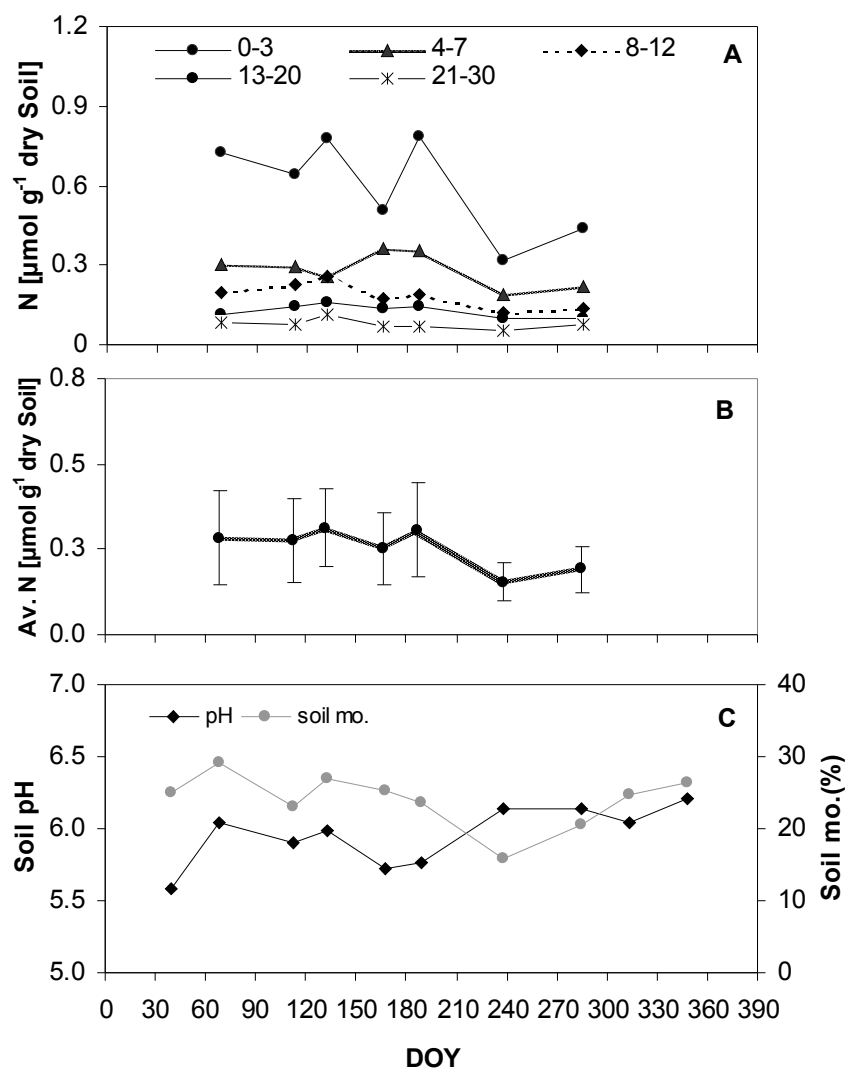 1.2
0-3 4-7 8-12 A
13-20 21-30
0.9
0.6
0.3
0
N [µmol g-1 dry Soil]
0.8
B
0.5
0.3
0.0
Av. N [µmol g-1 dry Soil]
7.0 40
pH soil mo. C
6.5 30
6.0 20
5.5 10
5.0 0
Soil pH
Soil mo.(%)
0 30 60 90 120 150 180 210 240 270 300 330 360 390
DOY